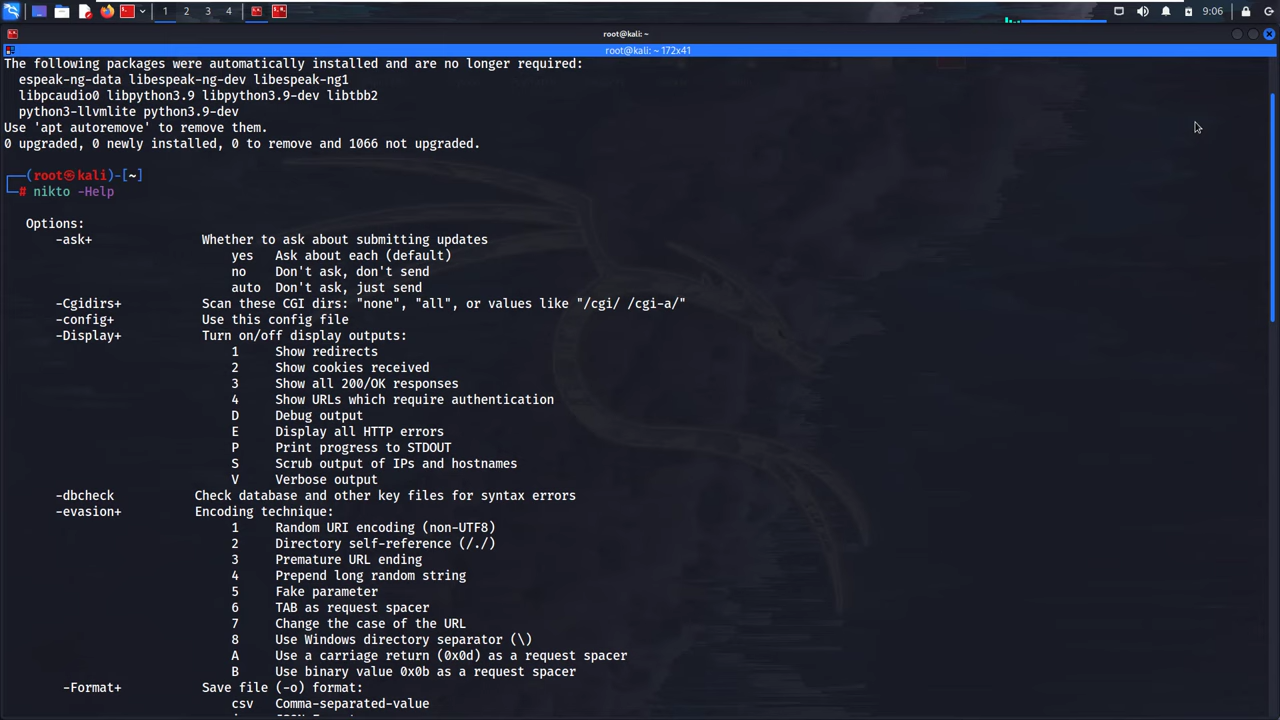 1 2 3 4
9:06
root@kali: ~
root@kali: ~ 172x41
The following packages were automatically installed and are no longer required:
  espeak-ng-data libespeak-ng-dev libespeak-ng1
  libpcaudio0 libpython3.9 libpython3.9-dev libtbb2
  python3-llvmlite python3.9-dev
Use 'apt autoremove' to remove them.
0 upgraded, 0 newly installed, 0 to remove and 1066 not upgraded.
┌──(root㉿kali)-[~]
└─# nikto -Help
   Options:
       -ask+               Whether to ask about submitting updates
                               yes   Ask about each (default)
                               no    Don't ask, don't send
                               auto  Don't ask, just send
       -Cgidirs+           Scan these CGI dirs: "none", "all", or values like "/cgi/ /cgi-a/"
       -config+            Use this config file
       -Display+           Turn on/off display outputs:
                               1     Show redirects
                               2     Show cookies received
                               3     Show all 200/OK responses
                               4     Show URLs which require authentication
                               D     Debug output
                               E     Display all HTTP errors
                               P     Print progress to STDOUT
                               S     Scrub output of IPs and hostnames
                               V     Verbose output
       -dbcheck           Check database and other key files for syntax errors
       -evasion+          Encoding technique:
                               1     Random URI encoding (non-UTF8)
                               2     Directory self-reference (/./)
                               3     Premature URL ending
                               4     Prepend long random string
                               5     Fake parameter
                               6     TAB as request spacer
                               7     Change the case of the URL
                               8     Use Windows directory separator (\)
                               A     Use a carriage return (0x0d) as a request spacer
                               B     Use binary value 0x0b as a request spacer
        -Format+           Save file (-o) format:
                               csv   Comma-separated-value